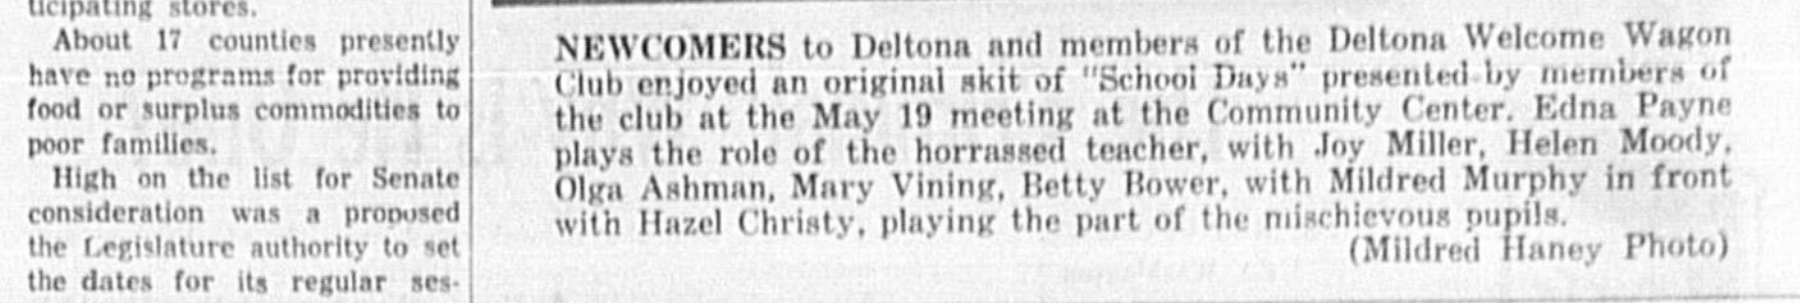 ticipating stores.
About 17 counties presently
have no programs for providing
food or surplus commodities to
poor families.
High on the list for Senate
consideration was a proposed
the Legislature authority to set
the dates for its regular ses-
NEWCOMERS to Deltona and members of the Deltona Welcome Wagon
Club enjoyed an original skit of "School Days" presented by members of
the club at the May 19 meeting at the Community Center. Edna Payne
plays the role of the horrassed teacher, with Joy Miller, Helen Moody,
Olga Ashman, Mary Vining, Betty Bower, with Mildred Murphy in front
with Hazel Christy, playing the part of the mischievous pupils.
(Mildred Haney Photo)